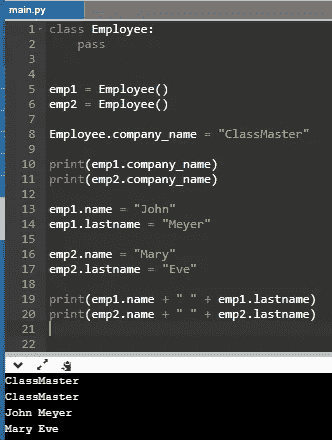 main.py
1 class Employee:
2     pass
3
4
5 emp1 = Employee()
6 emp2 = Employee()
7
8 Employee.company_name = "ClassMaster"
9
10 print(emp1.company_name)
11 print(emp2.company_name)
12
13 emp1.name = "John"
14 emp1.lastname = "Meyer"
15
16 emp2.name = "Mary"
17 emp2.lastname = "Eve"
18
19 print(emp1.name + " " + emp1.lastname)
20 print(emp2.name + " " + emp2.lastname)
21
22
ClassMaster
ClassMaster
John Meyer
Mary Eve